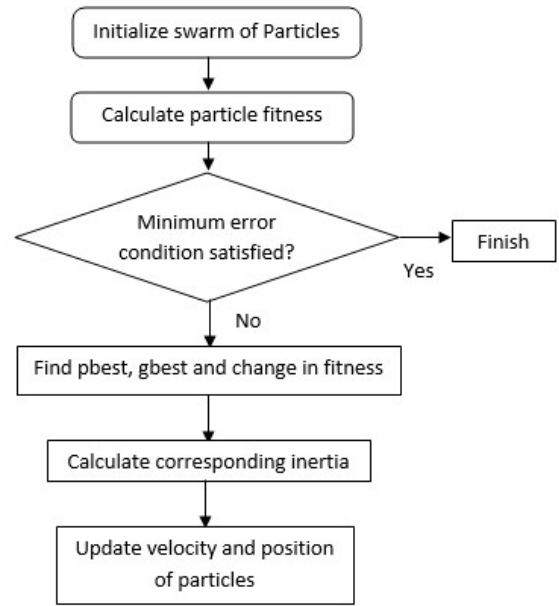 Initialize swarm of Particles
Calculate particle fitness
Minimum error
condition satisfied?
Finish
Yes
No
Find pbest, gbest and change in fitness
Calculate corresponding inertia
Update velocity and position
of particles